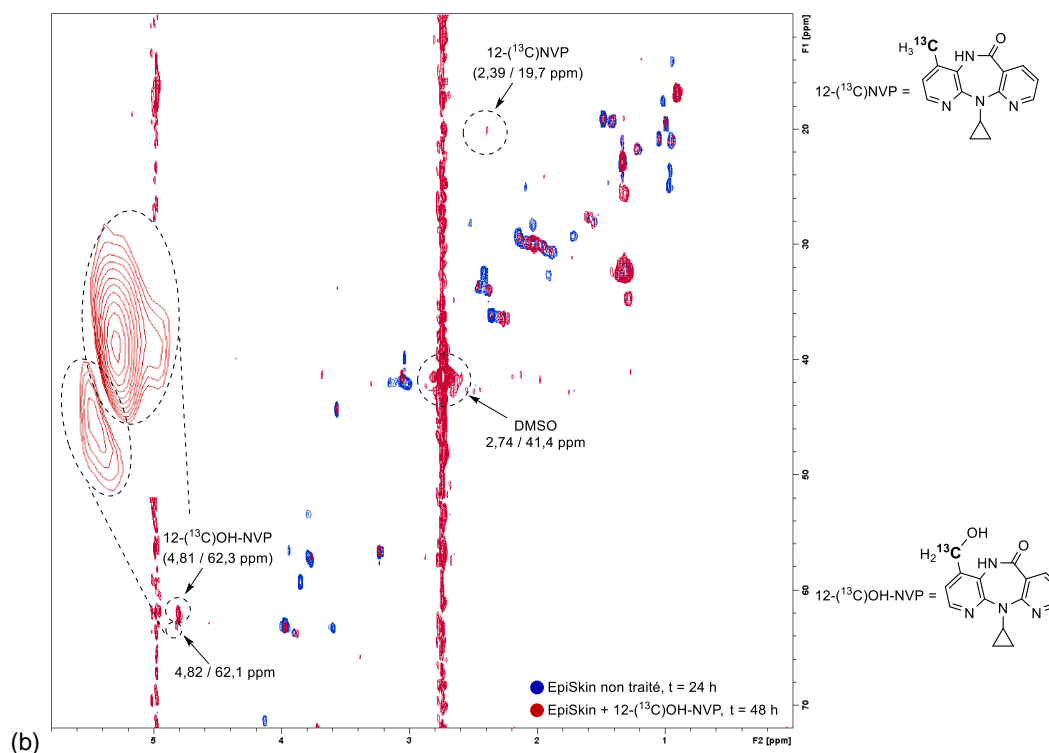 12-(¹³C)NVP
(2,39 / 19,7 ppm)
DMSO
2,74 / 41,4 ppm
12-(¹³C)OH-NVP
(4,81 / 62,3 ppm)
4,82 / 62,1 ppm
EpiSkin non traité, t = 24 h
EpiSkin + 12-(¹³C)OH-NVP, t = 48 h
5 4 3 2 1 F2 [ppm]
F1 [ppm]
20
30
40
50
60
70
12-(¹³C)NVP =
H₃¹³C
NH
O
N
N
N
12-(¹³C)OH-NVP =
OH
H₂¹³C
NH
O
N
N
N
(b)